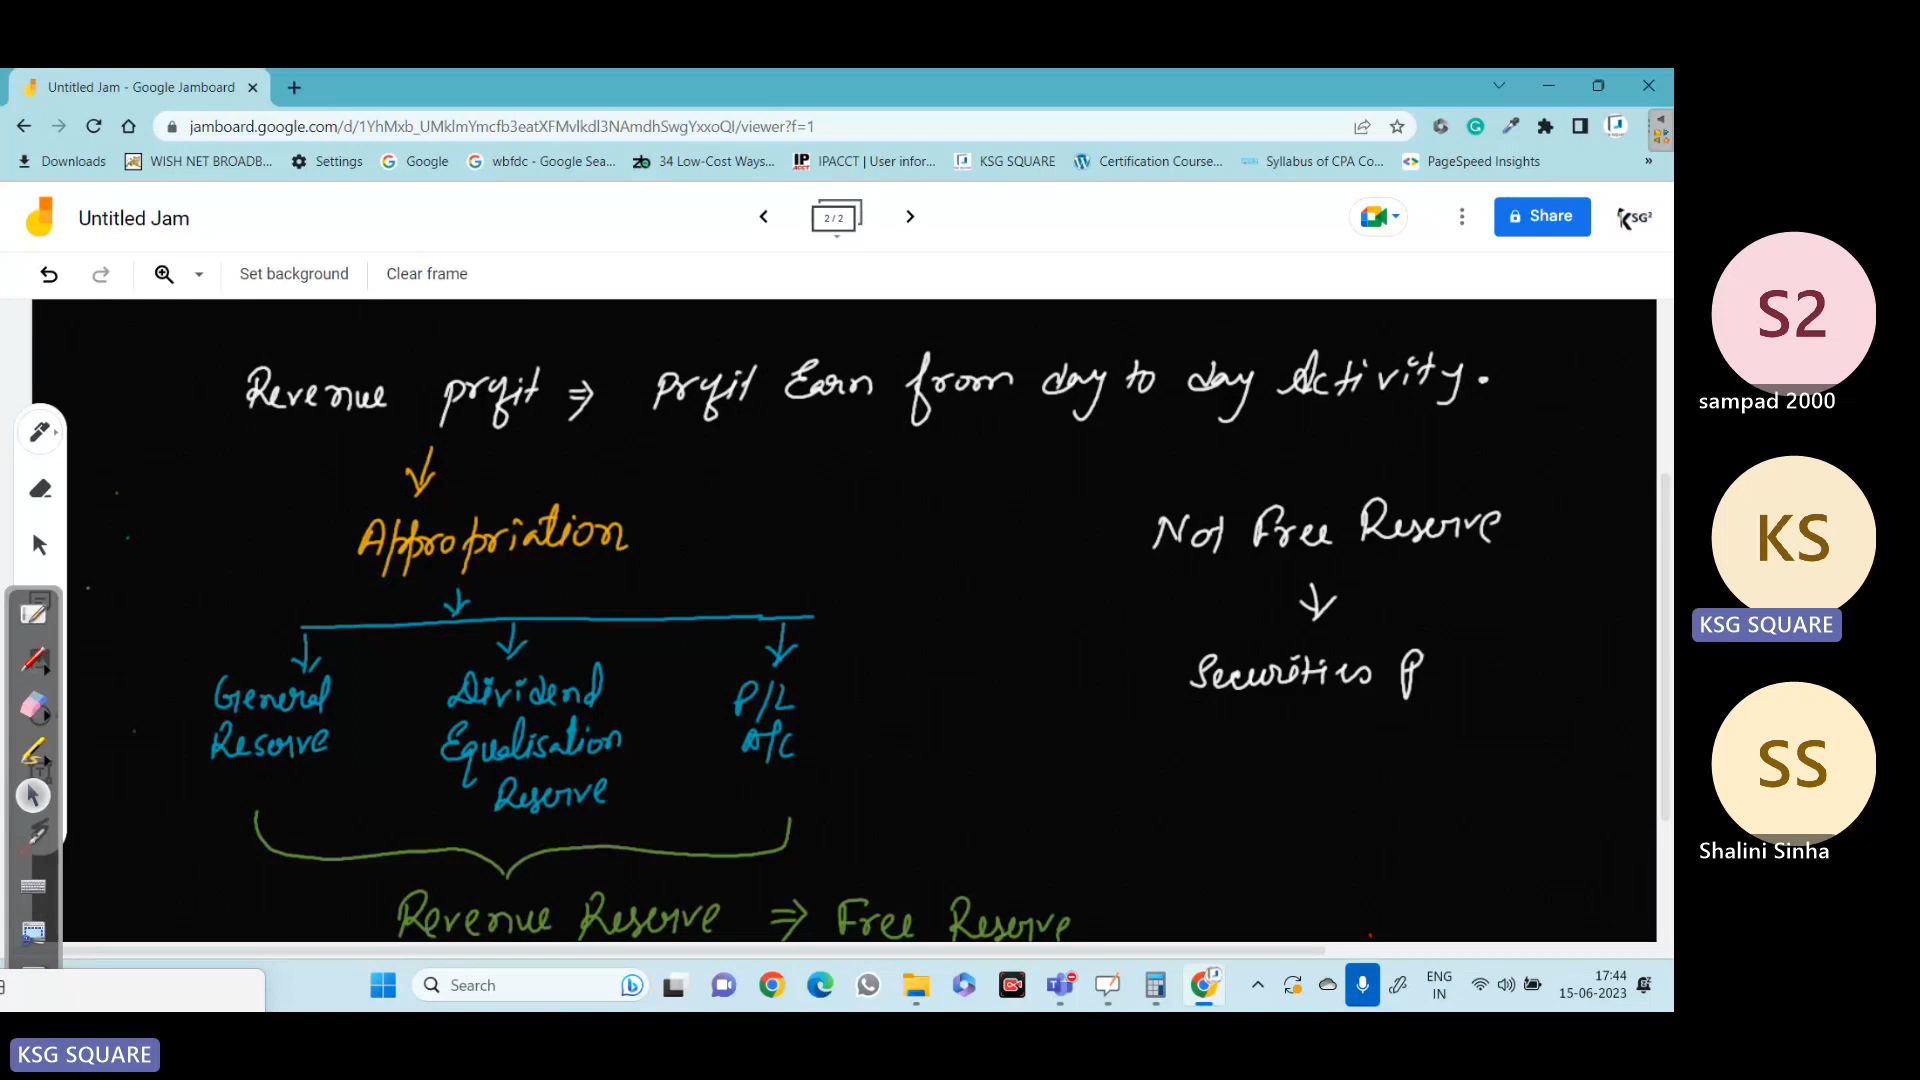 Untitled Jam - Google Jamboard
jamboard.google.com/d/1YhMxb_UMklmYmcfb3eatXFMvlkdl3NAmdhSwgYxxoQI/viewer?f=1
Downloads WISH NET BROADB... Settings Google wbfdc - Google Sea... 34 Low-Cost Ways... IPACCT | User infor... KSG SQUARE Certification Course... Syllabus of CPA Co... PageSpeed Insights »
Untitled Jam
2 / 2
Share
KSG²
Set background Clear frame
Revenue profit ⇒ Profit Earn from day to day Activity.
Appropriation
General Reserve
Dividend Equalisation Reserve
P/L A/c
Revenue Reserve ⇒ Free Reserve
Not Free Reserve
Securities P
S2
sampad 2000
KS
KSG SQUARE
SS
Shalini Sinha
Search
ENG
IN
17:44
15-06-2023
KSG SQUARE